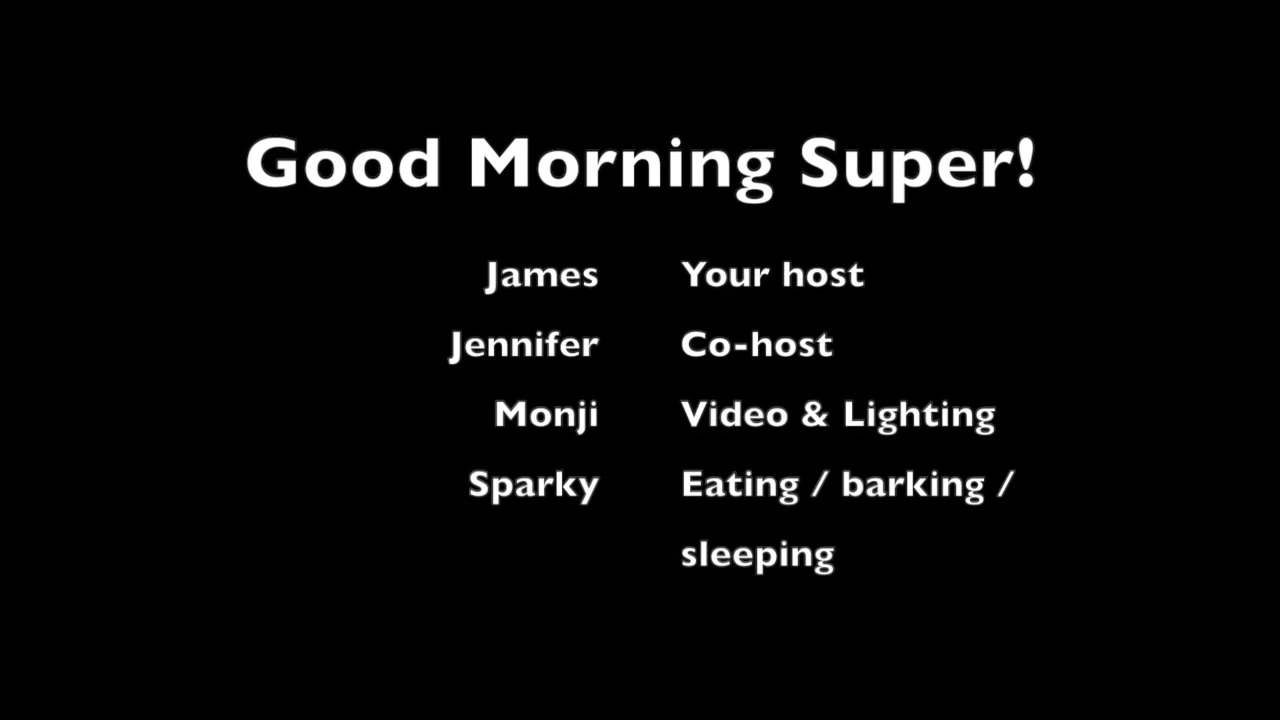 Good Morning Super!
James Your host
Jennifer Co-host
Monji Video & Lighting
Sparky Eating / barking /
sleeping